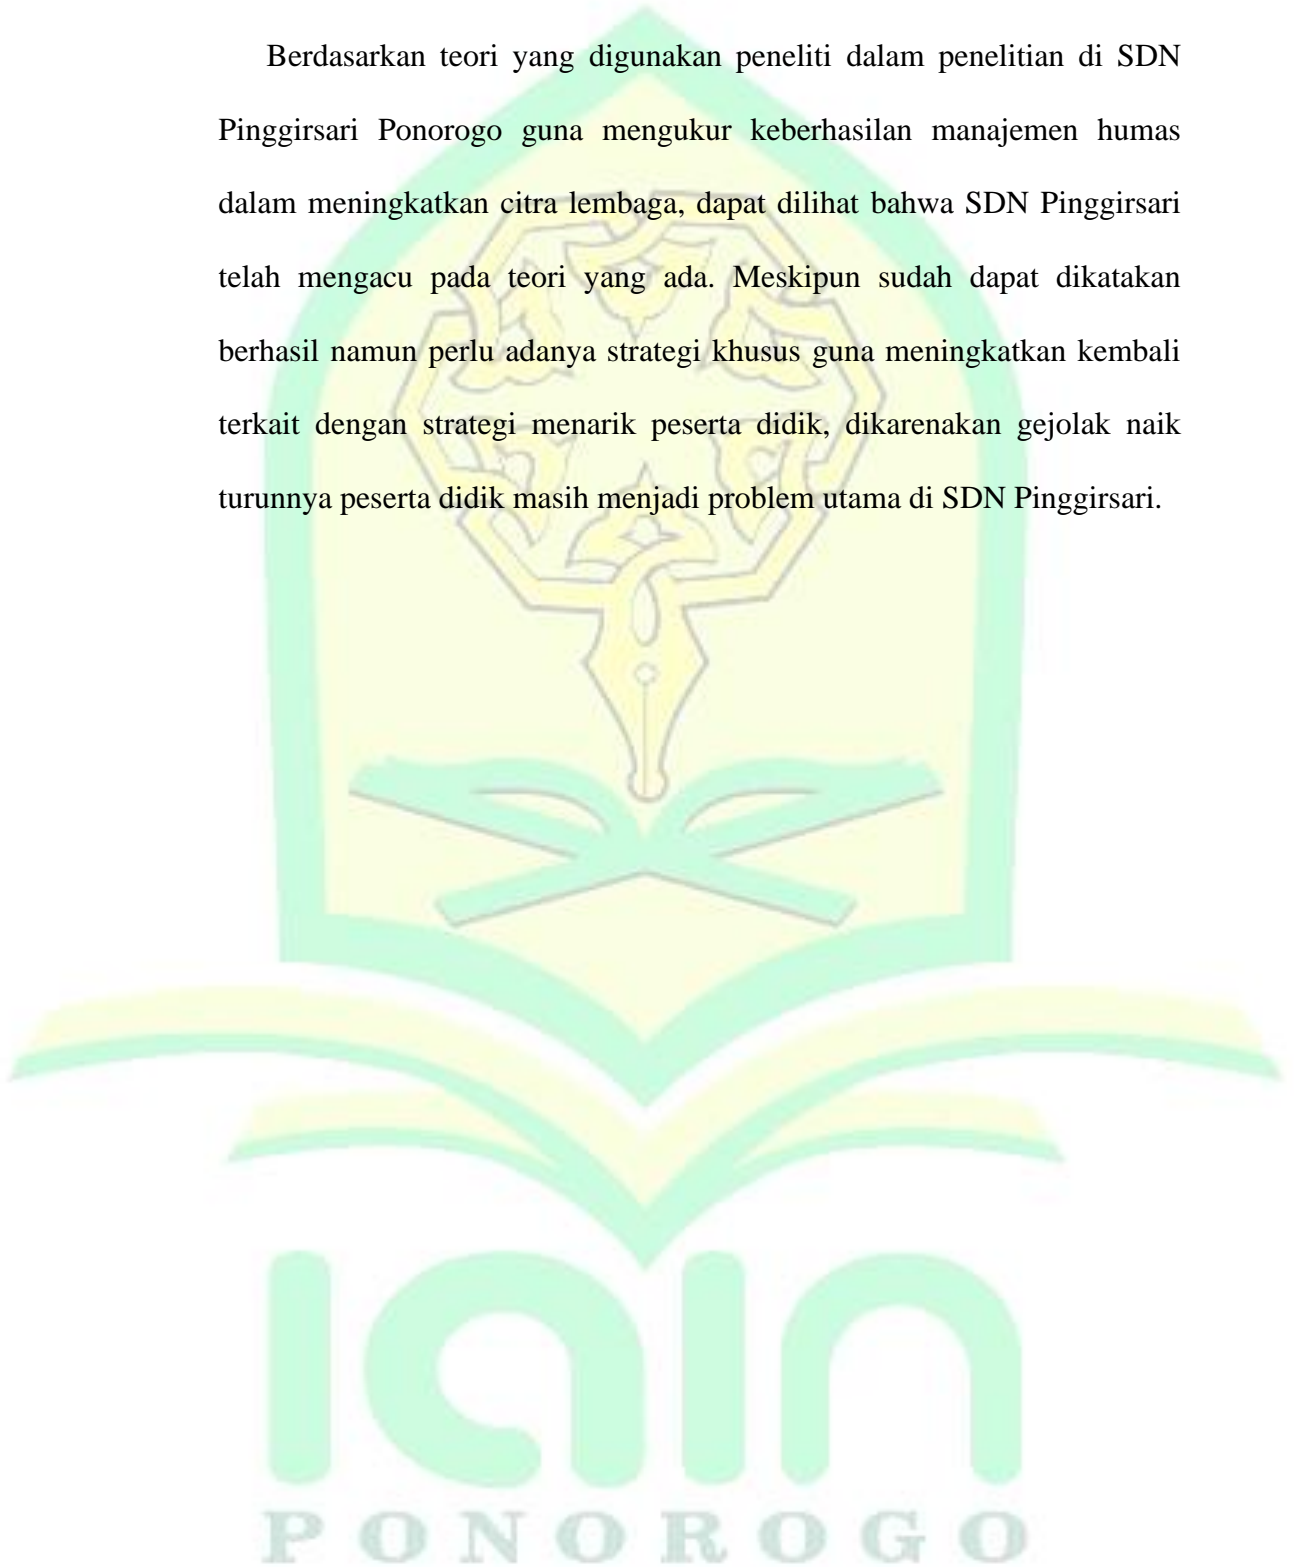 Berdasarkan teori yang digunakan peneliti dalam penelitian di SDN
Pinggirsari Ponorogo guna mengukur keberhasilan manajemen humas
dalam meningkatkan citra lembaga, dapat dilihat bahwa SDN Pinggirsari
telah mengacu pada teori yang ada. Meskipun sudah dapat dikatakan
berhasil namun perlu adanya strategi khusus guna meningkatkan kembali
terkait dengan strategi menarik peserta didik, dikarenakan gejolak naik
turunnya peserta didik masih menjadi problem utama di SDN Pinggirsari.
iain
PONOROGO